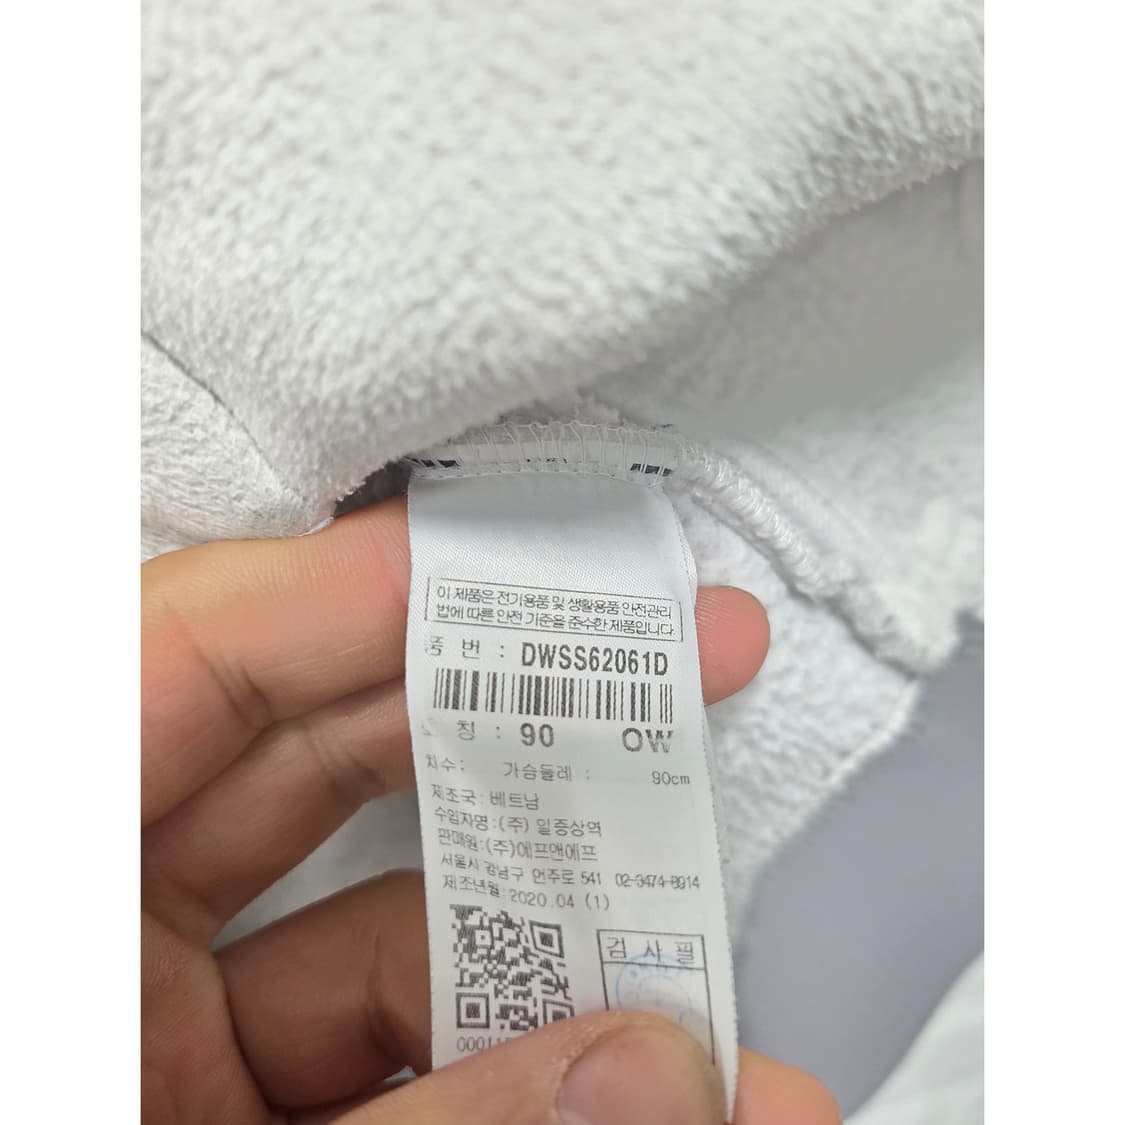 이 제품은 전기용품 및 생활용품 안전관리
법에 따른 안전 기준을 준수한 제품입니다.
품 번 : DWSS62061D
칭 : 90 OW
치수: 가슴둘레 : 90cm
제조국:베트남
수입자명:(주) 일증상역
판매원:(주)에프앤에프
서울시 강남구 언주로 541 02-3474-8914
제조년월:2020.04 (1)
검 사 필